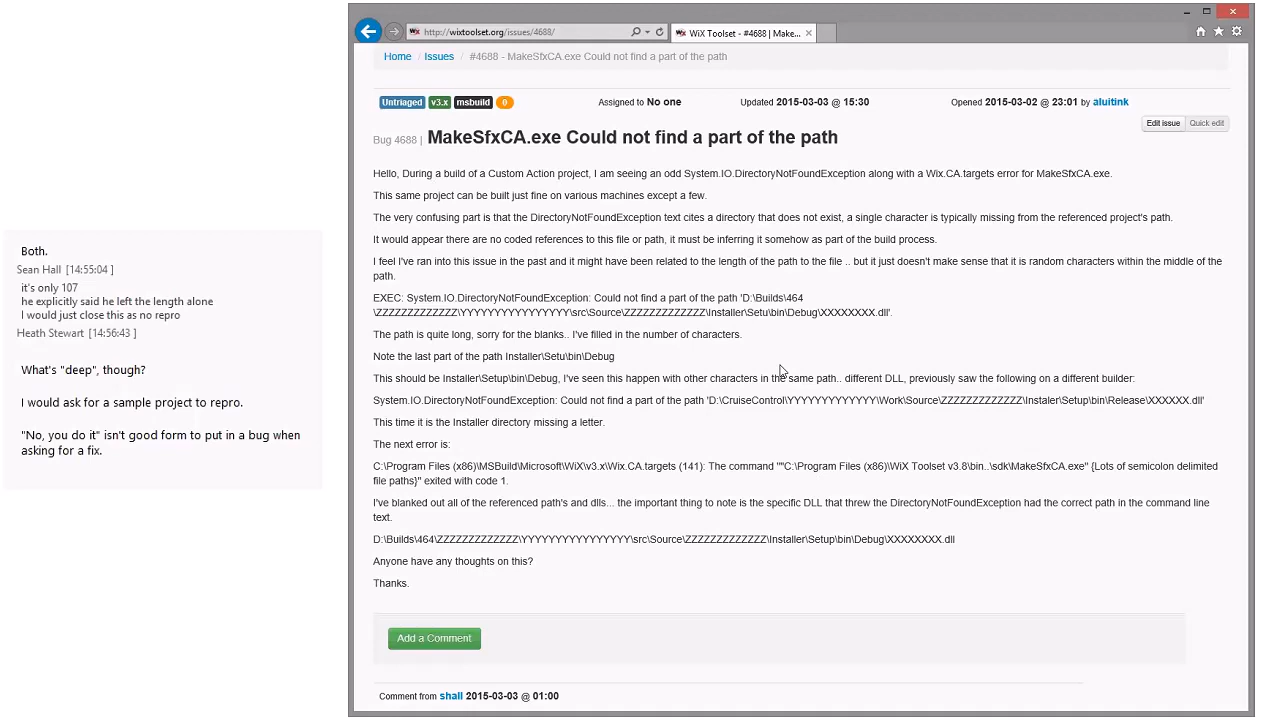 Both.
Sean Hall [14:55:04 ]
it's only 107
he explicitly said he left the length alone
I would just close this as no repro
Heath Stewart [14:56:43 ]
What's "deep", though?
I would ask for a sample project to repro.
"No, you do it" isn't good form to put in a bug when
asking for a fix.
http://wixtoolset.org/issues/4688/
WiX Toolset - #4688 | Make...
Home / Issues / #4688 - MakeSfxCA.exe Could not find a part of the path
Untriaged v3.x msbuild 0
Assigned to No one
Updated 2015-03-03 @ 15:30
Opened 2015-03-02 @ 23:01 by aluitink
Edit issue Quick edit
Bug 4688 | MakeSfxCA.exe Could not find a part of the path
Hello, During a build of a Custom Action project, I am seeing an odd System.IO.DirectoryNotFoundException along with a Wix.CA.targets error for MakeSfxCA.exe.
This same project can be built just fine on various machines except a few.
The very confusing part is that the DirectoryNotFoundException text cites a directory that does not exist, a single character is typically missing from the referenced project's path.
It would appear there are no coded references to this file or path, it must be inferring it somehow as part of the build process.
I feel I've ran into this issue in the past and it might have been related to the length of the path to the file .. but it just doesn't make sense that it is random characters within the middle of the
path.
EXEC: System.IO.DirectoryNotFoundException: Could not find a part of the path 'D:\Builds\464
\ZZZZZZZZZZZZZ\YYYYYYYYYYYYYYYY\src\Source\ZZZZZZZZZZZZZ\Installer\Setu\bin\Debug\XXXXXXXX.dll'.
The path is quite long, sorry for the blanks.. I've filled in the number of characters.
Note the last part of the path Installer\Setu\bin\Debug
This should be Installer\Setup\bin\Debug, I've seen this happen with other characters in the same path.. different DLL, previously saw the following on a different builder:
System.IO.DirectoryNotFoundException: Could not find a part of the path 'D:\CruiseControl\YYYYYYYYYYYYY\Work\Source\ZZZZZZZZZZZZZ\Instaler\Setup\bin\Release\XXXXXX.dll'
This time it is the Installer directory missing a letter.
The next error is:
C:\Program Files (x86)\MSBuild\Microsoft\WiX\v3.x\Wix.CA.targets (141): The command ""C:\Program Files (x86)\WiX Toolset v3.8\bin..\sdk\MakeSfxCA.exe" {Lots of semicolon delimited
file paths}" exited with code 1.
I've blanked out all of the referenced path's and dlls... the important thing to note is the specific DLL that threw the DirectoryNotFoundException had the correct path in the command line
text.
D:\Builds\464\ZZZZZZZZZZZZZ\YYYYYYYYYYYYYYYY\src\Source\ZZZZZZZZZZZZZ\Installer\Setup\bin\Debug\XXXXXXXX.dll
Anyone have any thoughts on this?
Thanks.
Add a Comment
Comment from shall 2015-03-03 @ 01:00